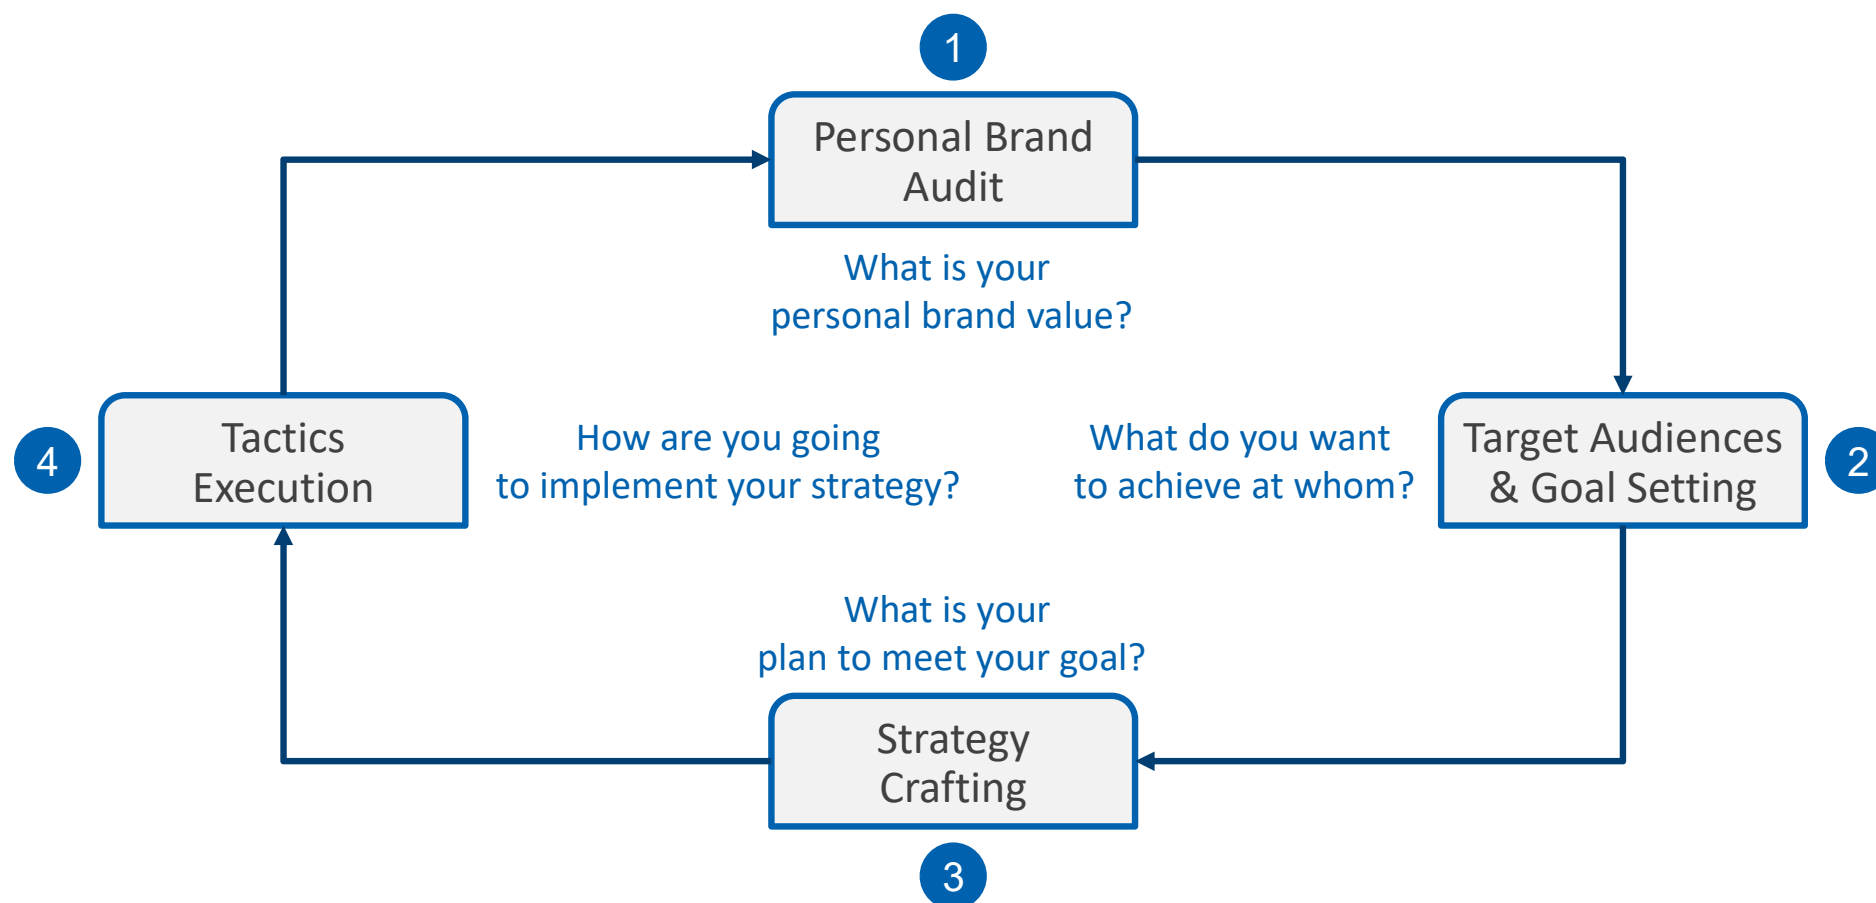 1
Personal Brand
Audit
What is your
personal brand value?
2
Target Audiences
& Goal Setting
What do you want
to achieve at whom?
3
Strategy
Crafting
What is your
plan to meet your goal?
4
Tactics
Execution
How are you going
to implement your strategy?